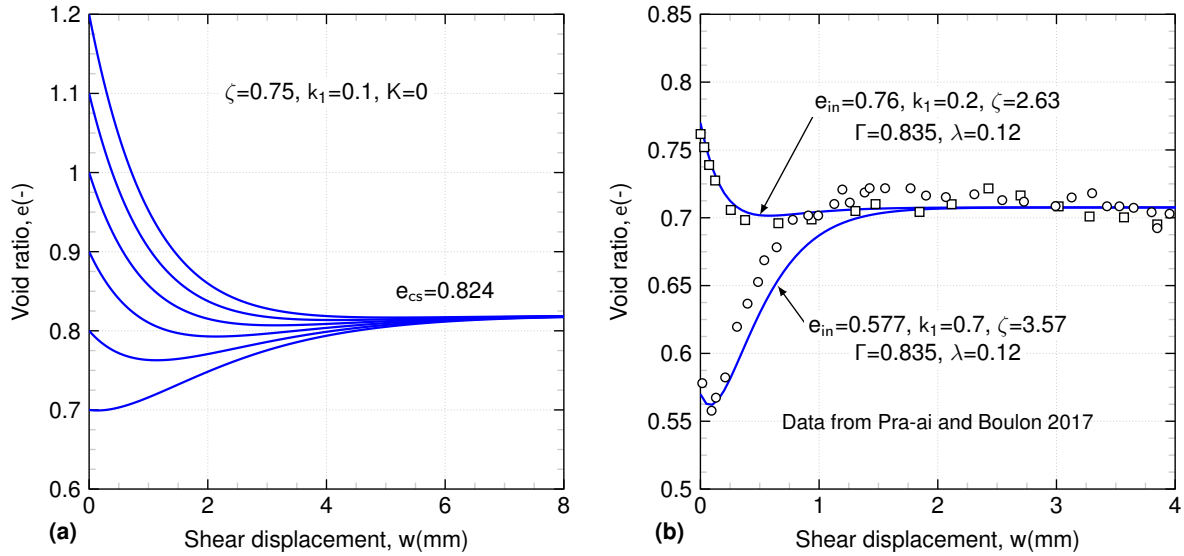 1.2
1.1
1
0.9
0.8
0.7
0.6
0
2
4
6
8
Void ratio, e(-)
Shear displacement, w(mm)
(a)
ζ=0.75, k₁=0.1, K=0
e_cs=0.824
0.85
0.8
0.75
0.7
0.65
0.6
0.55
0.5
0
1
2
3
4
Void ratio, e(-)
Shear displacement, w(mm)
(b)
e_in=0.76, k₁=0.2, ζ=2.63
Γ=0.835, λ=0.12
e_in=0.577, k₁=0.7, ζ=3.57
Γ=0.835, λ=0.12
Data from Pra-ai and Boulon 2017